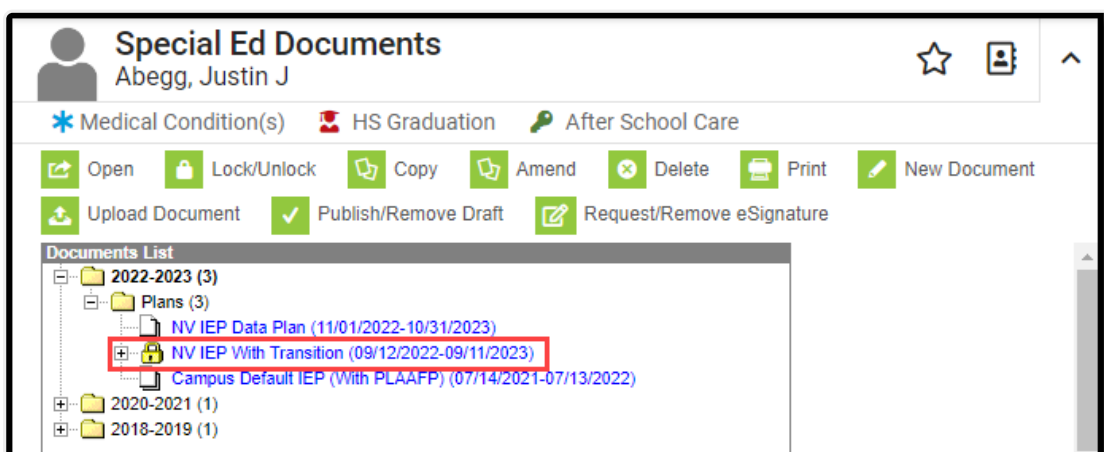 Special Ed Documents
Abegg, Justin J
Medical Condition(s) HS Graduation After School Care
Open Lock/Unlock Copy Amend Delete Print New Document
Upload Document Publish/Remove Draft Request/Remove eSignature
Documents List
2022-2023 (3)
Plans (3)
NV IEP Data Plan (11/01/2022-10/31/2023)
NV IEP With Transition (09/12/2022-09/11/2023)
Campus Default IEP (With PLAAFP) (07/14/2021-07/13/2022)
2020-2021 (1)
2018-2019 (1)